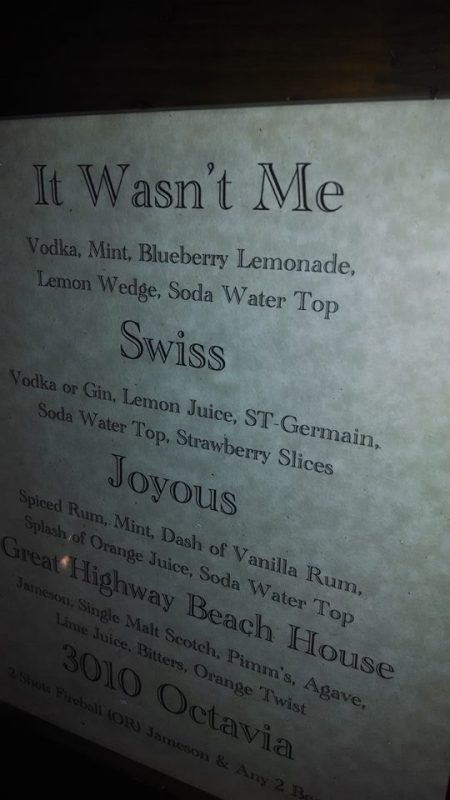 It Wasn't Me
Vodka, Mint, Blueberry Lemonade,
Lemon Wedge, Soda Water Top
Swiss
Vodka or Gin, Lemon Juice, ST-Germain,
Soda Water Top, Strawberry Slices
Joyous
Spiced Rum, Mint, Dash of Vanilla Rum,
Splash of Orange Juice, Soda Water Top
Great Highway Beach House
Jameson, Single Malt Scotch, Pimm's, Agave,
Lime Juice, Bitters, Orange Twist
3010 Octavia
2 Shots Fireball (OR) Jameson & Any 2